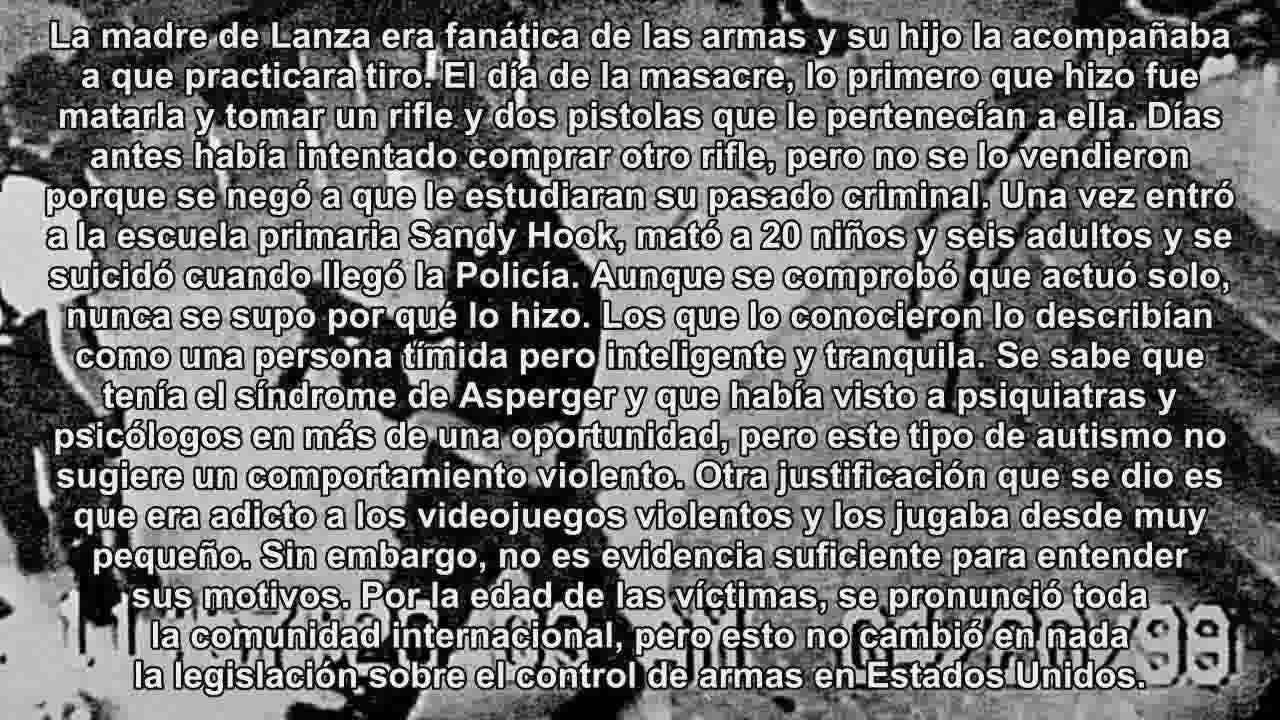 La madre de Lanza era fanática de las armas y su hijo la acompañaba
a que practicara tiro. El día de la masacre, lo primero que hizo fue
matarla y tomar un rifle y dos pistolas que le pertenecían a ella. Días
antes había intentado comprar otro rifle, pero no se lo vendieron
porque se negó a que le estudiaran su pasado criminal. Una vez entró
a la escuela primaria Sandy Hook, mató a 20 niños y seis adultos y se
suicidó cuando llegó la Policía. Aunque se comprobó que actuó solo,
nunca se supo por qué lo hizo. Los que lo conocieron lo describían
como una persona tímida pero inteligente y tranquila. Se sabe que
tenía el síndrome de Asperger y que había visto a psiquiatras y
psicólogos en más de una oportunidad, pero este tipo de autismo no
sugiere un comportamiento violento. Otra justificación que se dio es
que era adicto a los videojuegos violentos y los jugaba desde muy
pequeño. Sin embargo, no es evidencia suficiente para entender
sus motivos. Por la edad de las víctimas, se pronunció toda
la comunidad internacional, pero esto no cambió en nada
la legislación sobre el control de armas en Estados Unidos.